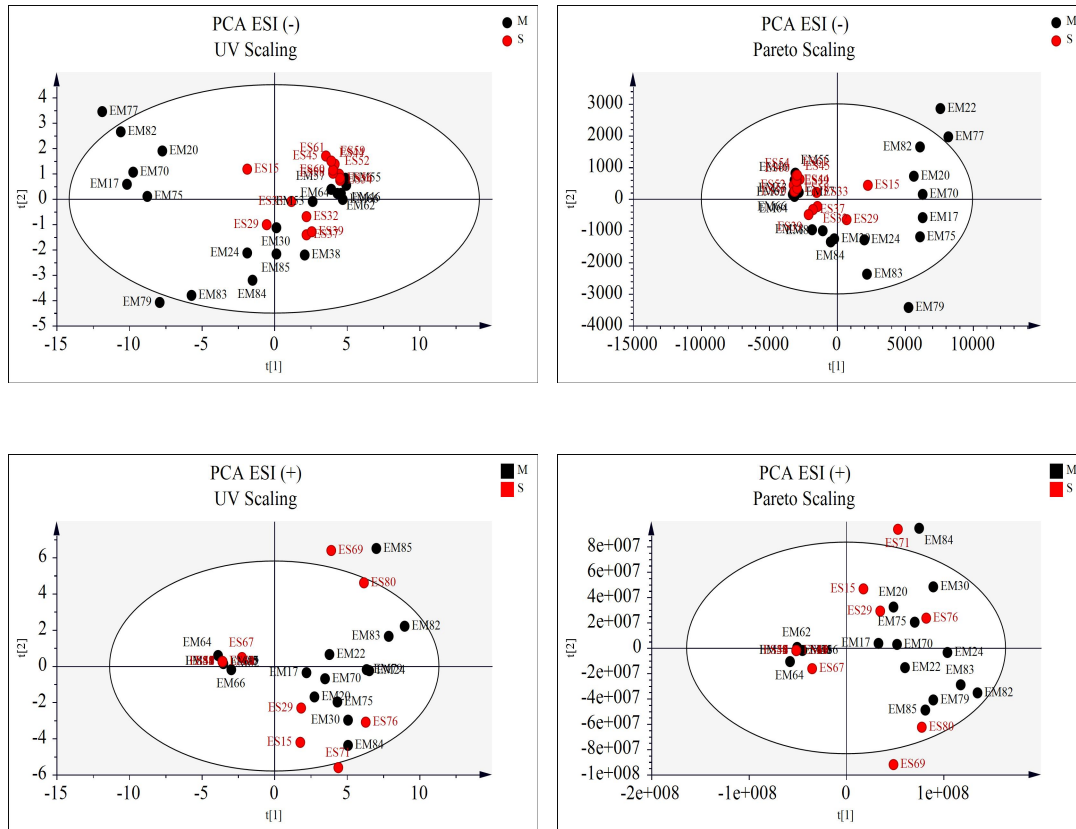 PCA ESI (-)
UV Scaling
M
S
t[2]
4
3
2
1
0
-1
-2
-3
-4
-5
EM77
EM82
EM20
EM70
EM17
EM75
ES15
ES61
ES45
ES52
EM64
EM62
ES29
ES32
EM30
EM24
EM85
EM38
EM84
EM83
EM79
-15
-10
-5
0
5
10
t[1]
PCA ESI (-)
Pareto Scaling
M
S
t[2]
3000
2000
1000
0
-1000
-2000
-3000
-4000
EM22
EM77
EM82
EM20
ES15
EM70
EM17
EM75
ES29
ES37
EM55
ES45
EM64
EM24
EM84
EM83
EM79
-15000
-10000
-5000
0
5000
10000
t[1]
PCA ESI (+)
UV Scaling
M
S
t[2]
6
4
2
0
-2
-4
-6
ES69
EM85
ES80
EM82
EM83
EM64
ES67
EM22
EM66
EM17
EM70
EM24
EM20
EM75
ES29
EM30
ES76
ES15
EM84
ES71
-15
-10
-5
0
5
10
t[1]
PCA ESI (+)
Pareto Scaling
M
S
t[2]
8e+007
6e+007
4e+007
2e+007
0
-2e+007
-4e+007
-6e+007
-8e+007
-1e+008
ES71
EM84
ES15
EM20
EM30
ES29
ES76
EM75
EM62
EM17
EM70
EM24
EM64
ES67
EM22
EM83
EM82
EM79
EM85
ES80
ES69
-2e+008
-1e+008
0
1e+008
t[1]